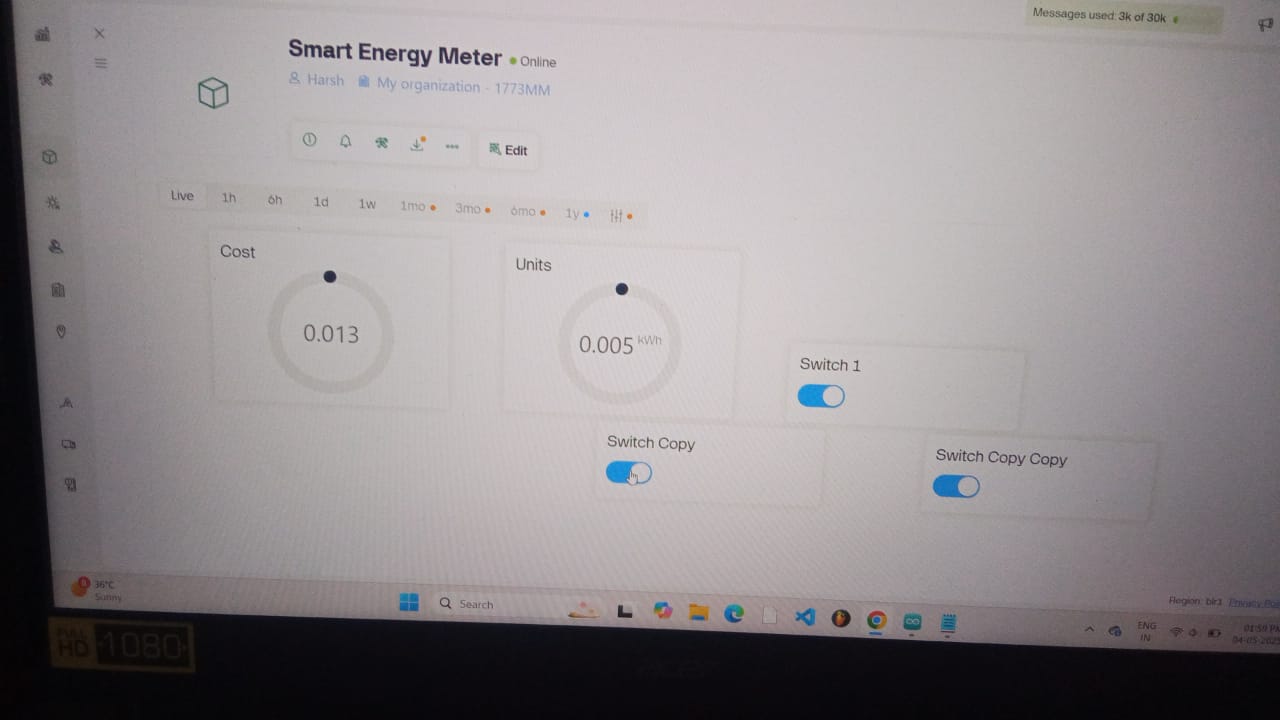 Messages used: 3k of 30k
Smart Energy Meter Online
Harsh My organization - 1773MM
Edit
Live 1h 6h 1d 1w 1mo 3mo 6mo 1y
Cost
0.013
Units
0.005 kWh
Switch 1
Switch Copy
Switch Copy Copy
Region: blr1 Privacy
36°C
Sunny
Search
ENG
IN
01:59
04-05-202
FULL
HD 1080
acer